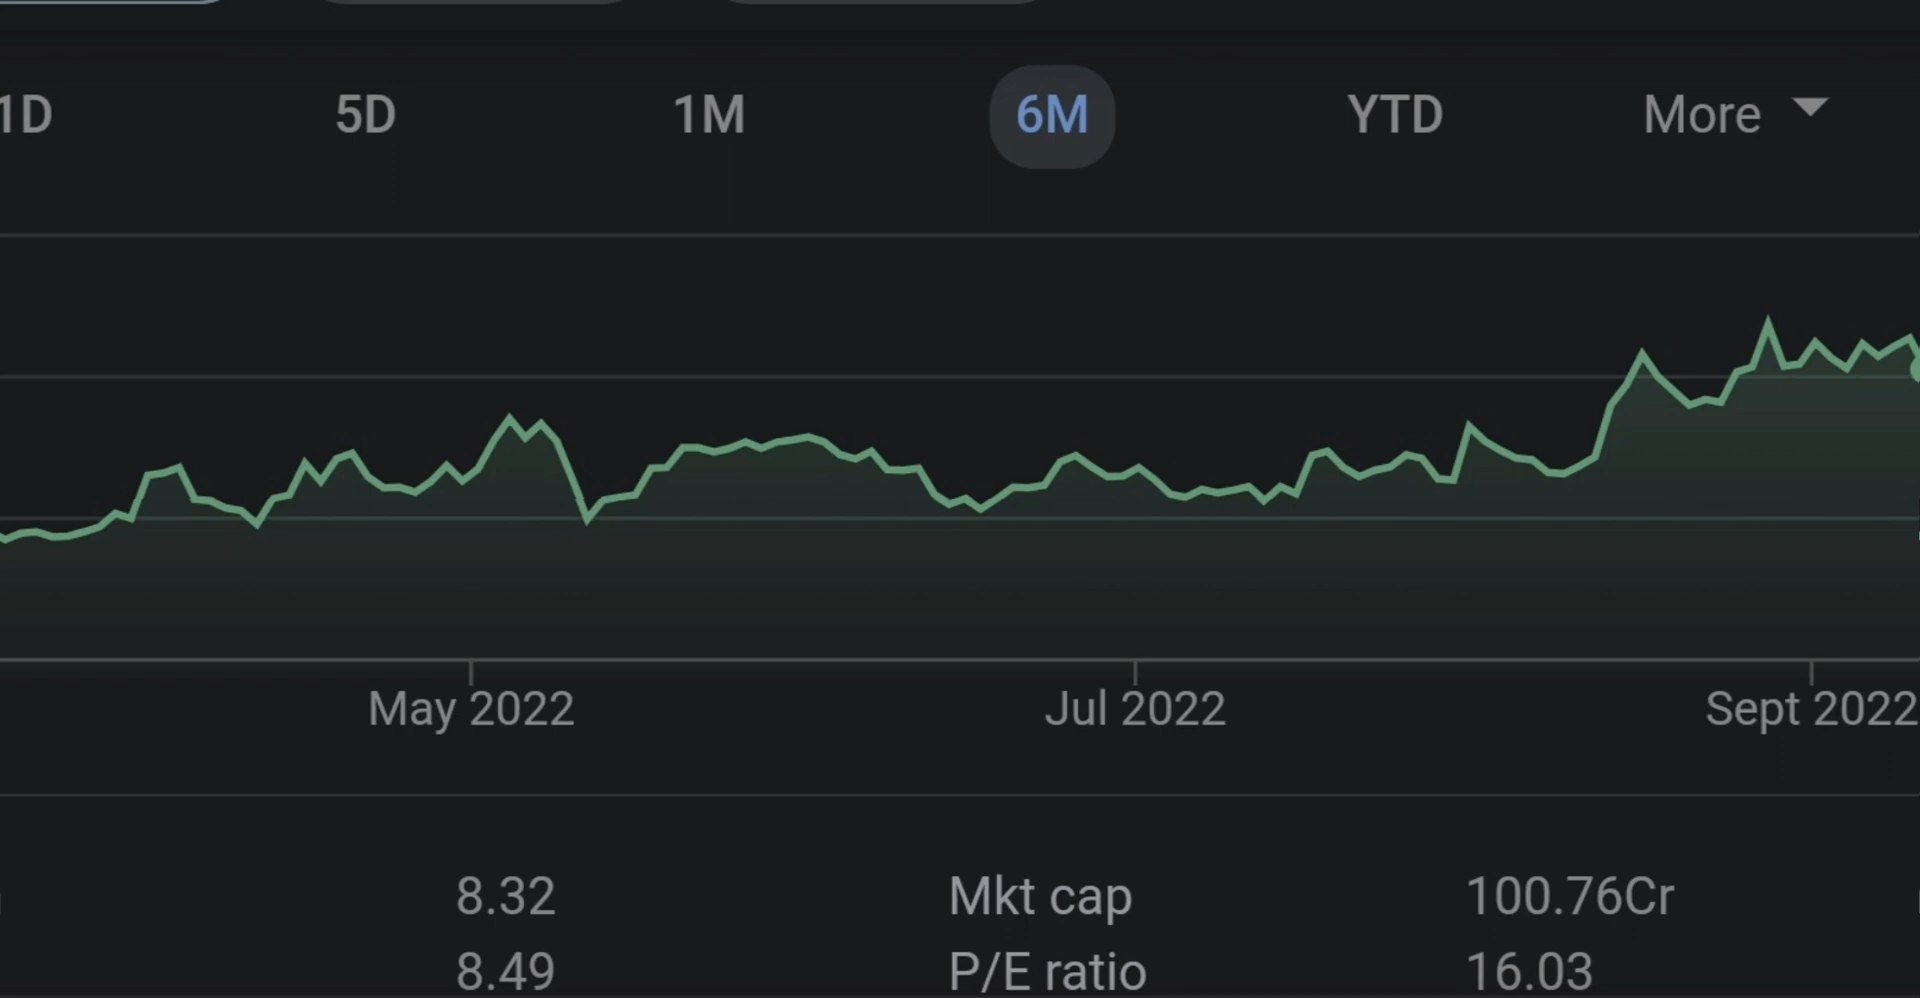 1D 5D 1M 6M YTD More
May 2022 Jul 2022 Sept 2022
8.32 Mkt cap 100.76Cr
8.49 P/E ratio 16.03